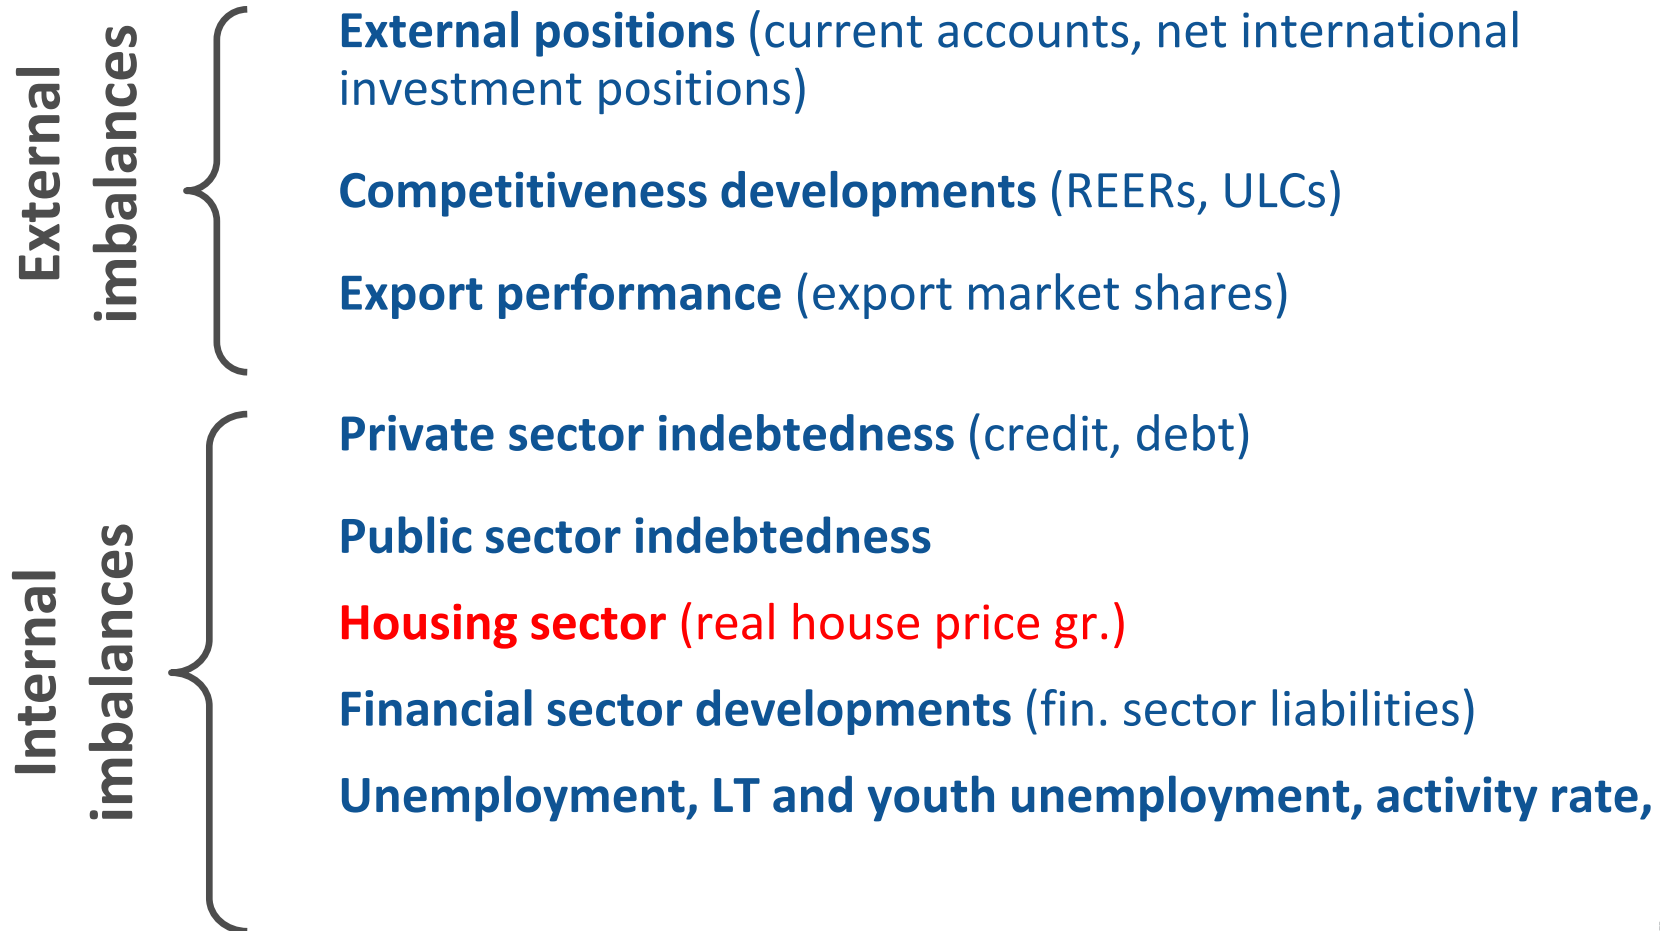 External
imbalances
External positions (current accounts, net international
investment positions)
Competitiveness developments (REERs, ULCs)
Export performance (export market shares)
Internal
imbalances
Private sector indebtedness (credit, debt)
Public sector indebtedness
Housing sector (real house price gr.)
Financial sector developments (fin. sector liabilities)
Unemployment, LT and youth unemployment, activity rate,